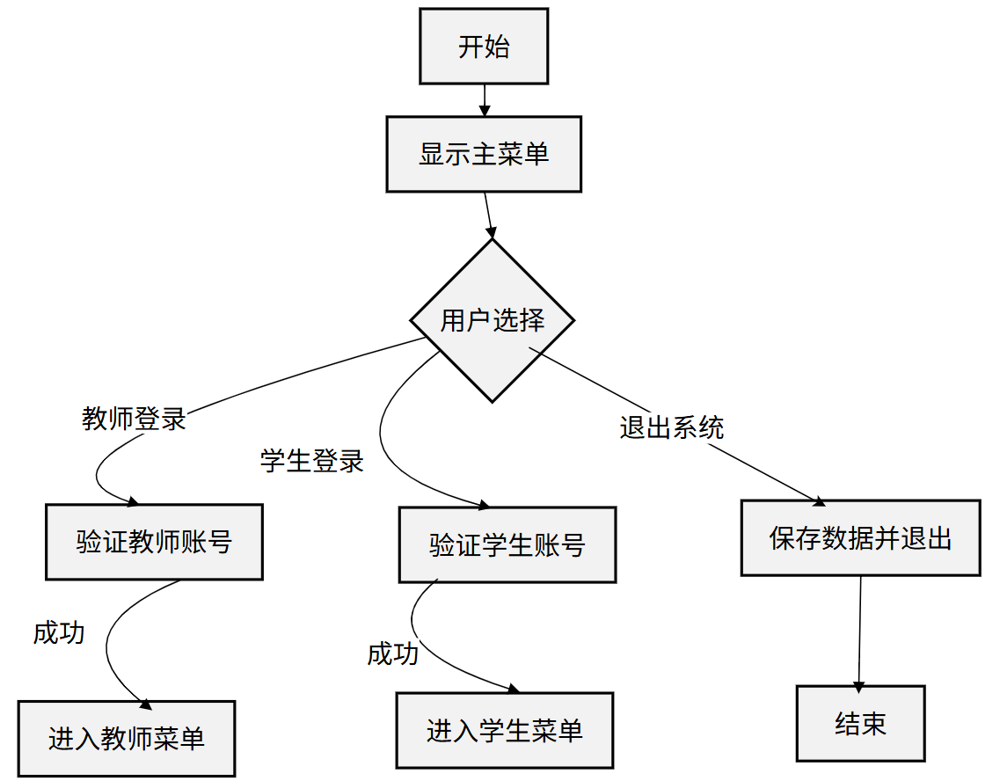 开始
显示主菜单
用户选择
教师登录
退出系统
学生登录
验证教师账号
验证学生账号
保存数据并退出
成功
成功
进入教师菜单
进入学生菜单
结束